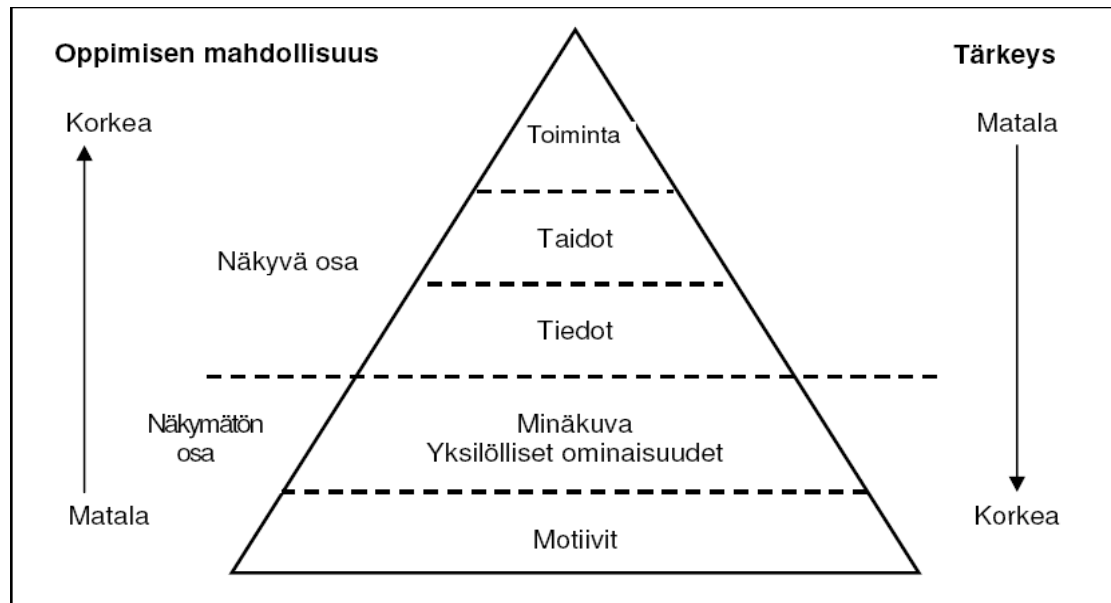 Oppimisen mahdollisuus
Tärkeys
Korkea
Matala
Toiminta
Taidot
Näkyvä osa
Tiedot
Näkymätön
osa
Minäkuva
Yksilölliset ominaisuudet
Matala
Korkea
Motiivit